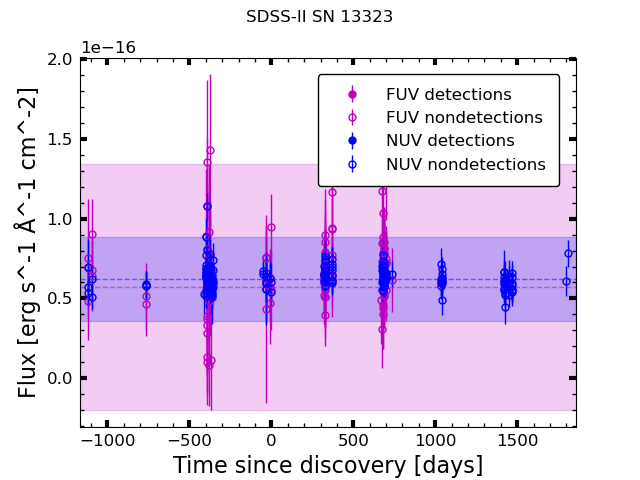 SDSS-II SN 13323
1e−16
2.0
1.5
1.0
0.5
0.0
Flux [erg s^-1 Å^-1 cm^-2]
FUV detections
FUV nondetections
NUV detections
NUV nondetections
−1000 −500 0 500 1000 1500
Time since discovery [days]